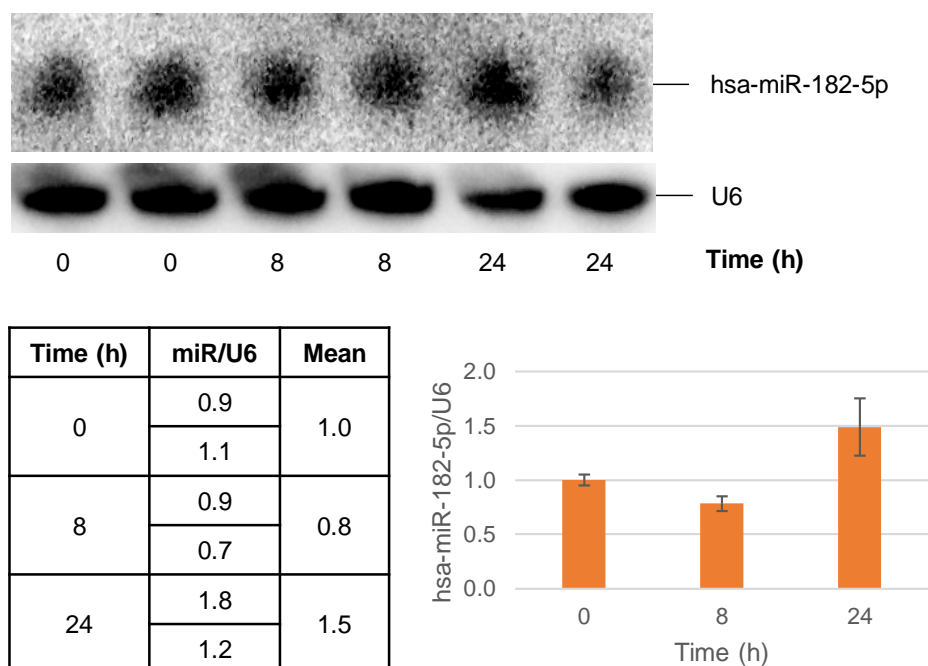 hsa-miR-182-5p
U6
0 0 8 8 24 24 Time (h)
Time (h) miR/U6 Mean
0 0.9 1.0
1.1
8 0.9 0.8
0.7
24 1.8 1.5
1.2
hsa-miR-182-5p/U6
2.0
1.5
1.0
0.5
0.0
0 8 24
Time (h)